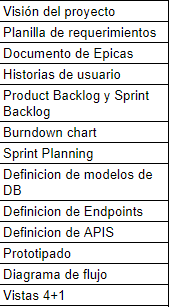 Visión del proyecto
Planilla de requerimientos
Documento de Epicas
Historias de usuario
Product Backlog y Sprint
Backlog
Burndown chart
Sprint Planning
Definicion de modelos de
DB
Definicion de Endpoints
Definicion de APIS
Prototipado
Diagrama de flujo
Vistas 4+1